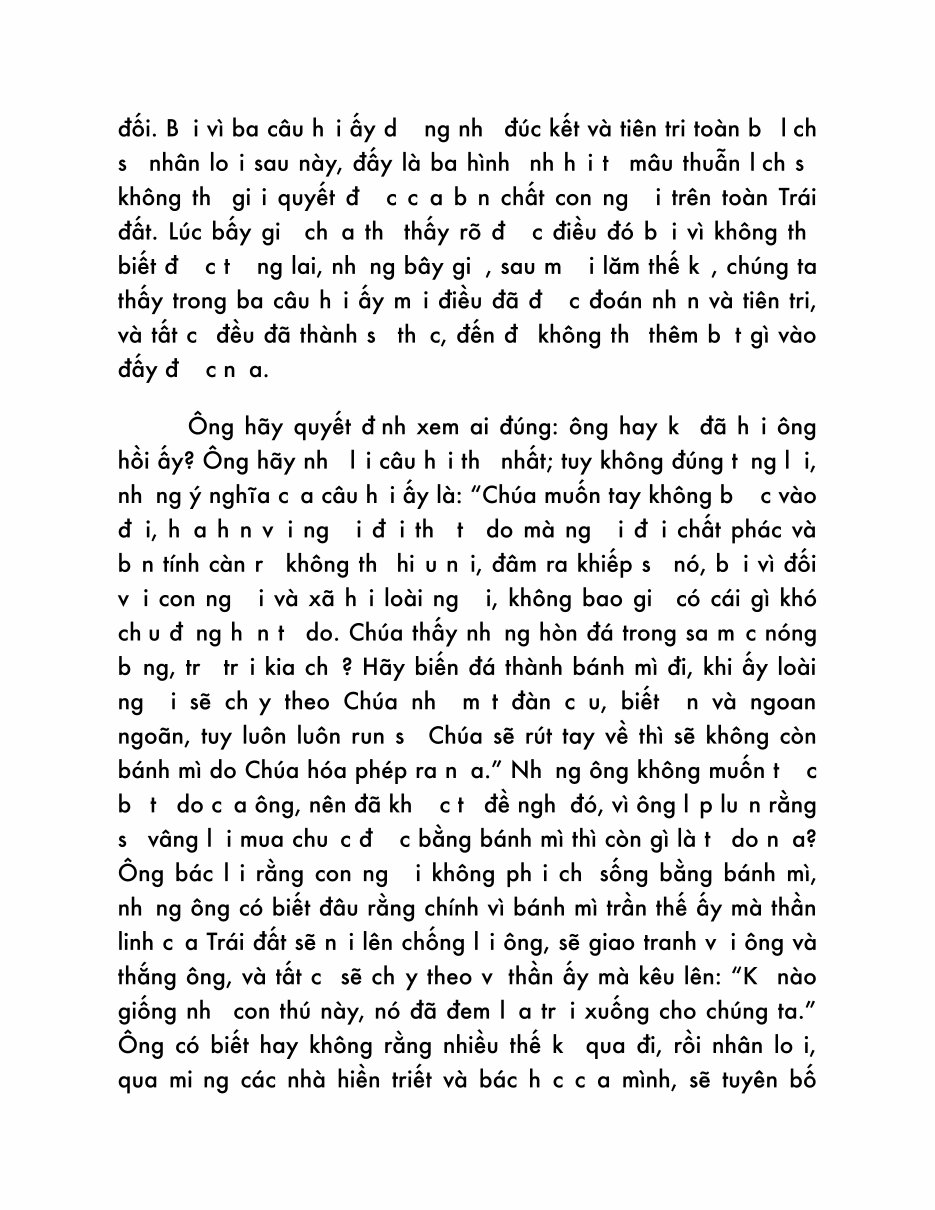 đối. B i vì ba câu h i ấy d ng nh đúc kết và tiên tri toàn b l ch
s nhân lo i sau này, đấy là ba hình nh h i t mâu thuẫn l ch s
không th gi i quyết đ c c a b n chất con ng i trên toàn Trái
đất. Lúc bấy gi ch a th thấy rõ đ c điều đó b i vì không th
biết đ c t ng lai, nh ng bây gi , sau m i lăm thế k , chúng ta
thấy trong ba câu h i ấy m i điều đã đ c đoán nh n và tiên tri,
và tất c đều đã thành s th c, đến đ không th thêm b t gì vào
đấy đ c n a.
Ông hãy quyết đ nh xem ai đúng: ông hay k đã h i ông
hồi ấy? Ông hãy nh l i câu h i th nhất; tuy không đúng t ng l i,
nh ng ý nghĩa c a câu h i ấy là: “Chúa muốn tay không b c vào
đ i, h a h n v i ng i đ i th t do mà ng i đ i chất phác và
b n tính càn r không th hi u n i, đâm ra khiếp s nó, b i vì đối
v i con ng i và xã h i loài ng i, không bao gi có cái gì khó
ch u đ ng h n t do. Chúa thấy nh ng hòn đá trong sa m c nóng
b ng, tr tr i kia ch ? Hãy biến đá thành bánh mì đi, khi ấy loài
ng i sẽ ch y theo Chúa nh m t đàn c u, biết n và ngoan
ngoãn, tuy luôn luôn run s Chúa sẽ rút tay về thì sẽ không còn
bánh mì do Chúa hóa phép ra n a.” Nh ng ông không muốn t c
b t do c a ông, nên đã kh c t đề ngh đó, vì ông l p lu n rằng
s vâng l i mua chu c đ c bằng bánh mì thì còn gì là t do n a?
Ông bác l i rằng con ng i không ph i ch sống bằng bánh mì,
nh ng ông có biết đâu rằng chính vì bánh mì trần thế ấy mà thần
linh c a Trái đất sẽ n i lên chống l i ông, sẽ giao tranh v i ông và
thắng ông, và tất c sẽ ch y theo v thần ấy mà kêu lên: “K nào
giống nh con thú này, nó đã đem l a tr i xuống cho chúng ta.”
Ông có biết hay không rằng nhiều thế k qua đi, rồi nhân lo i,
qua mi ng các nhà hiền triết và bác h c c a mình, sẽ tuyên bố